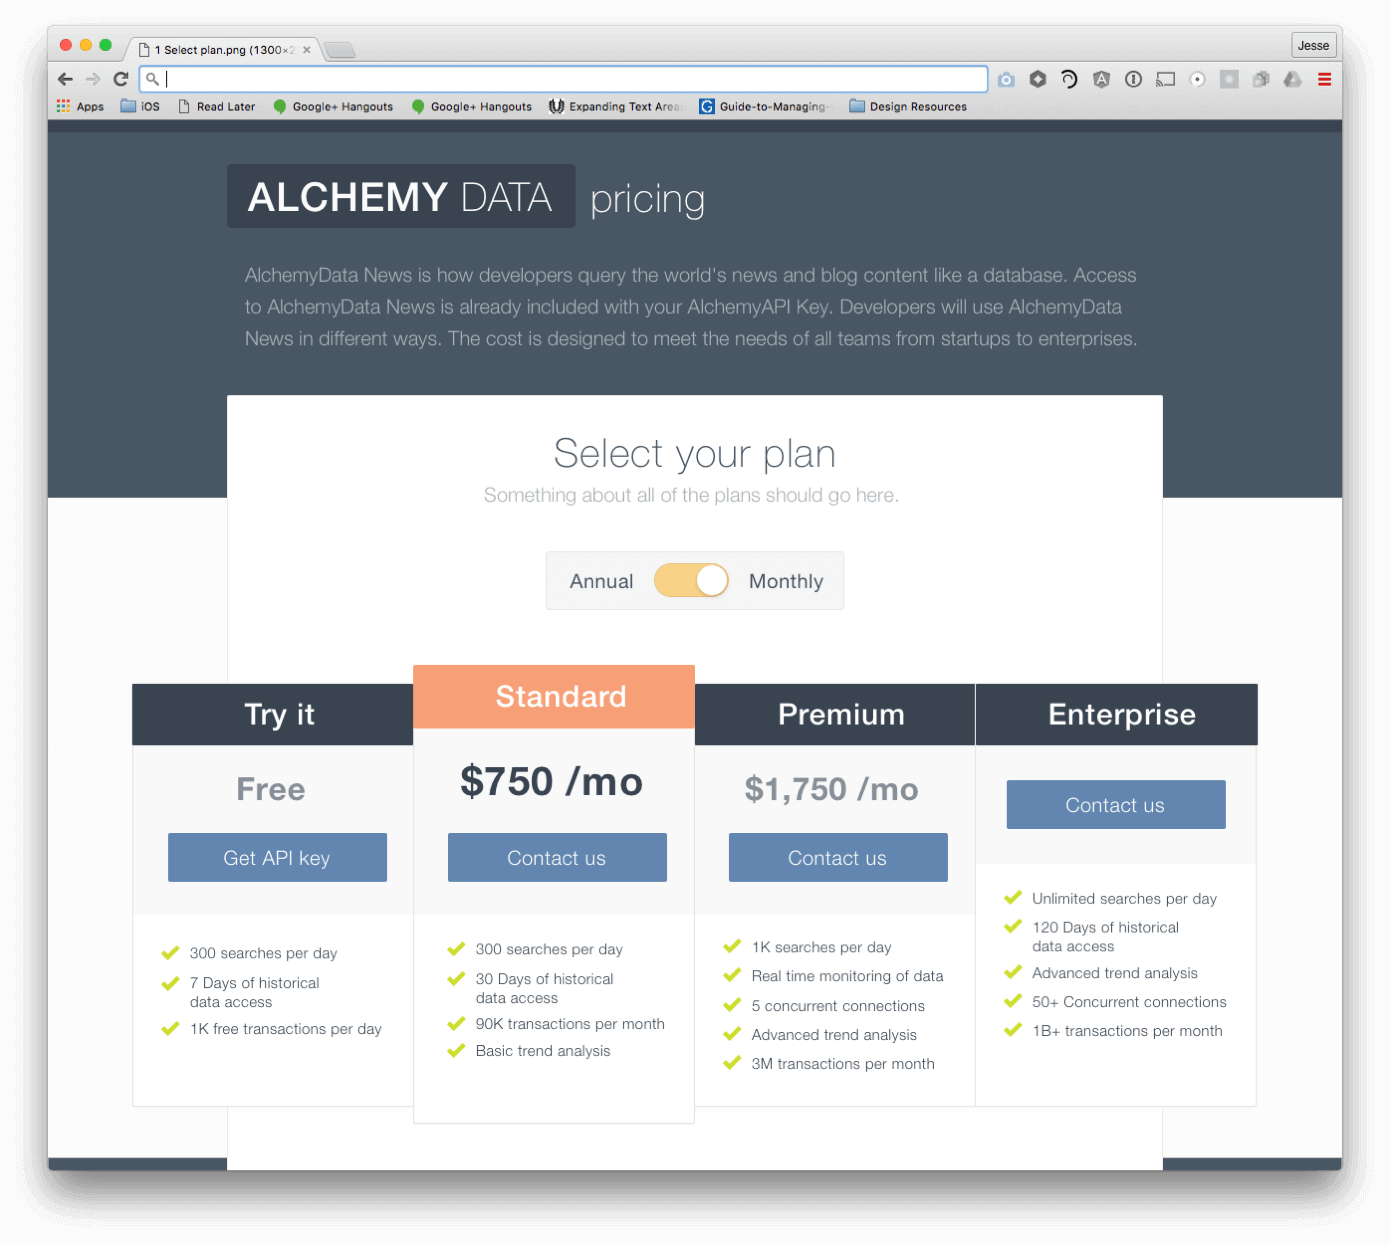 1 Select plan.png (1300×2
Jesse
Apps iOS Read Later Google+ Hangouts Google+ Hangouts Expanding Text Area Guide-to-Managing- Design Resources
ALCHEMY DATA pricing
AlchemyData News is how developers query the world's news and blog content like a database. Access
to AlchemyData News is already included with your AlchemyAPI Key. Developers will use AlchemyData
News in different ways. The cost is designed to meet the needs of all teams from startups to enterprises.
Select your plan
Something about all of the plans should go here.
Annual Monthly
Try it
Free
Get API key
300 searches per day
7 Days of historical
data access
1K free transactions per day
Standard
$750 /mo
Contact us
300 searches per day
30 Days of historical
data access
90K transactions per month
Basic trend analysis
Premium
$1,750 /mo
Contact us
1K searches per day
Real time monitoring of data
5 concurrent connections
Advanced trend analysis
3M transactions per month
Enterprise
Contact us
Unlimited searches per day
120 Days of historical
data access
Advanced trend analysis
50+ Concurrent connections
1B+ transactions per month